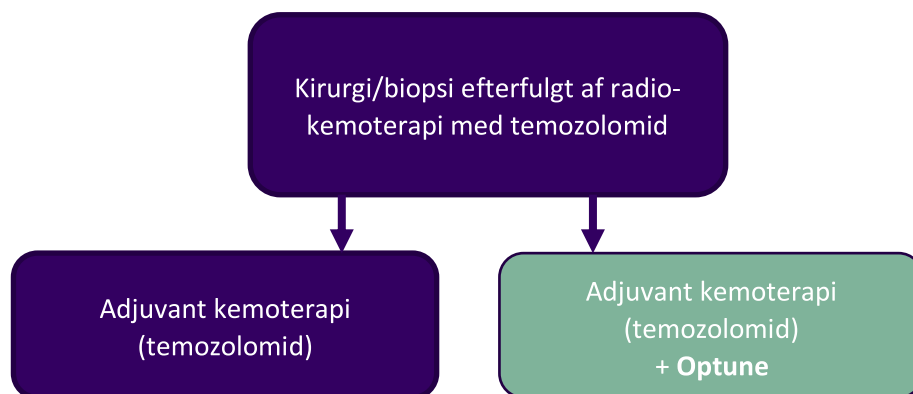 Kirurgi/biopsi efterfulgt af radio-
kemoterapi med temozolomid
Adjuvant kemoterapi
(temozolomid)
Adjuvant kemoterapi
(temozolomid)
+ Optune